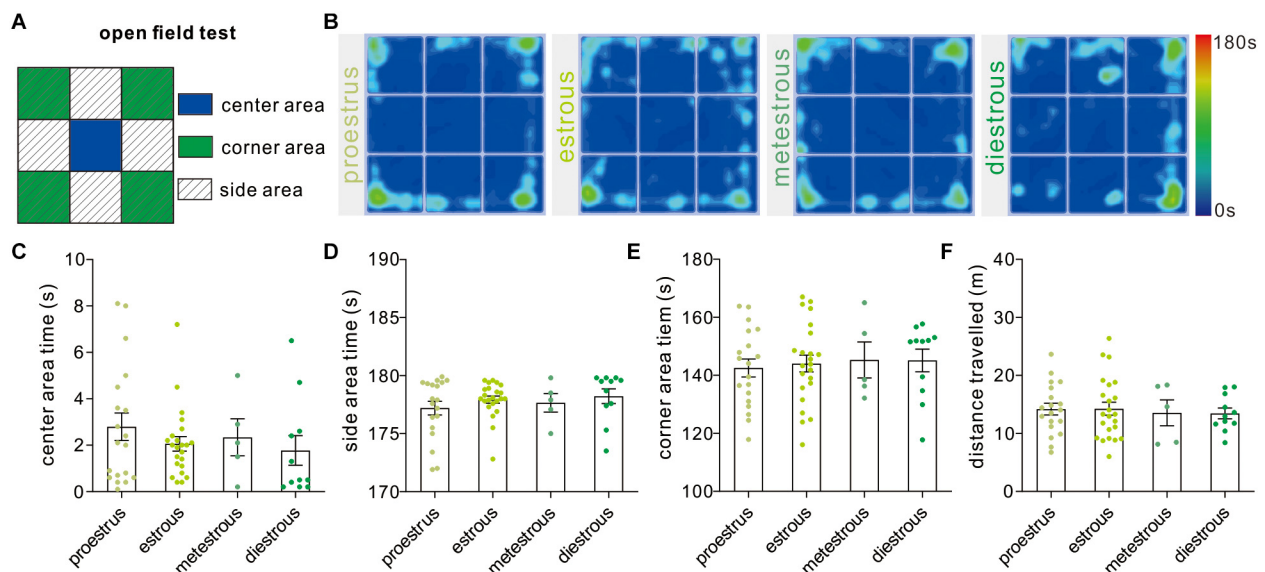 A
open field test
center area
corner area
side area
B
proestrus
estrous
metestrous
diestrous
180s
0s
C
center area time (s)
10
8
6
4
2
0
proestrus
estrous
metestrous
diestrous
D
side area time (s)
190
185
180
175
170
proestrus
estrous
metestrous
diestrous
E
corner area tiem (s)
180
160
140
120
100
proestrus
estrous
metestrous
diestrous
F
distance travelled (m)
40
30
20
10
0
proestrus
estrous
metestrous
diestrous